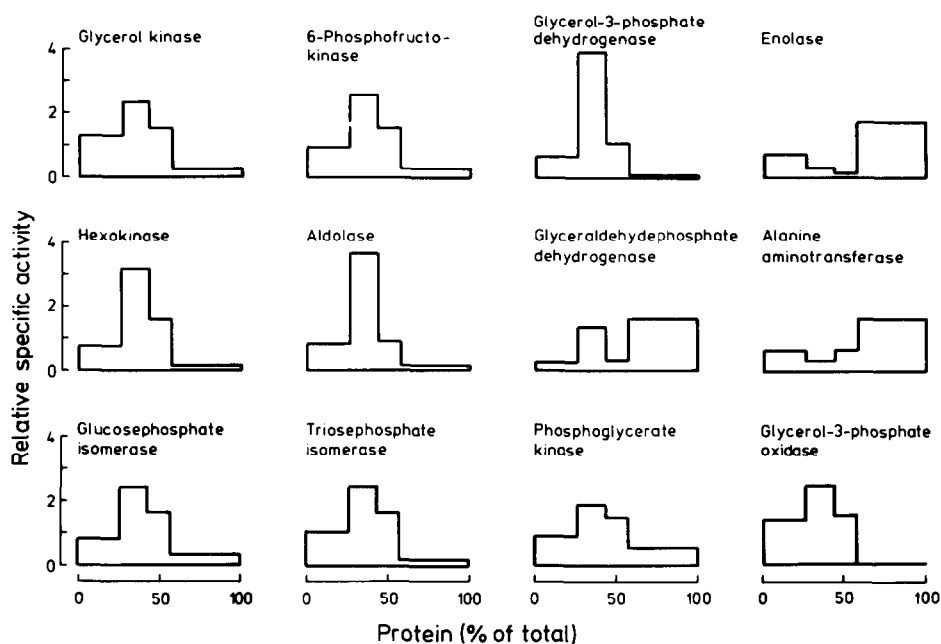 Glycerol kinase
6-Phosphofructo-
kinase
Glycerol-3-phosphate
dehydrogenase
Enolase
4
2
0
Hexokinase
Aldolase
Glyceraldehydephosphate
dehydrogenase
Alanine
aminotransferase
4
2
0
Glucosephosphate
isomerase
Triosephosphate
isomerase
Phosphoglycerate
kinase
Glycerol-3-phosphate
oxidase
4
2
0
0 50 100
0 50 100
0 50 100
0 50 100
Relative specific activity
Protein (% of total)